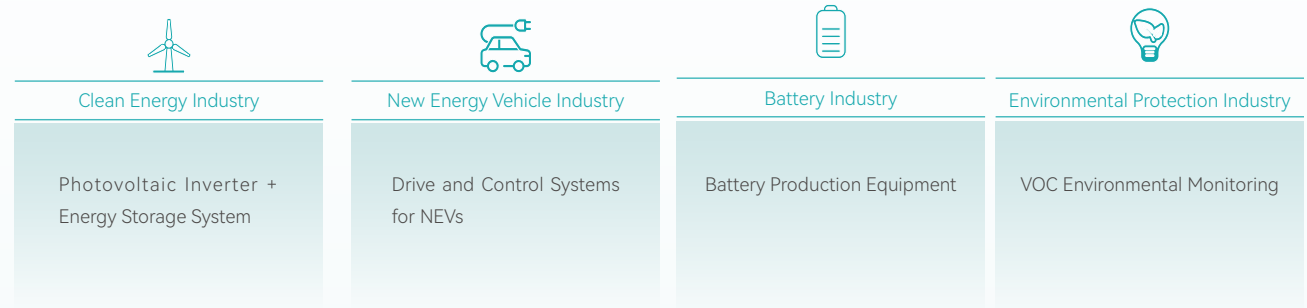 Clean Energy Industry
New Energy Vehicle Industry
Battery Industry
Environmental Protection Industry
Photovoltaic Inverter +
Energy Storage System
Drive and Control Systems
for NEVs
Battery Production Equipment
VOC Environmental Monitoring